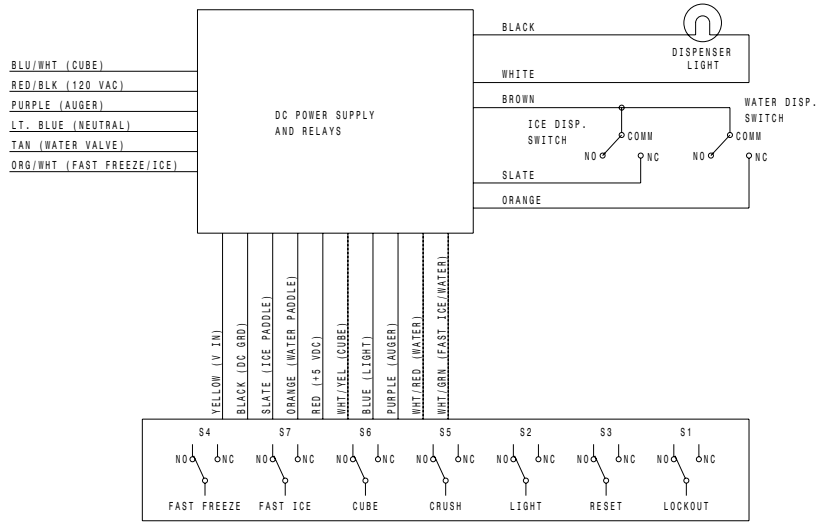 BLACK
DISPENSER
LIGHT
WHITE
BLU/WHT (CUBE)
RED/BLK (120 VAC)
PURPLE (AUGER)
LT. BLUE (NEUTRAL)
TAN (WATER VALVE)
ORG/WHT (FAST FREEZE/ICE)
DC POWER SUPPLY
AND RELAYS
BROWN
ICE DISP.
SWITCH
COMM
NO
NC
WATER DISP.
SWITCH
COMM
NO
NC
SLATE
ORANGE
YELLOW (V IN)
BLACK (DC GRD)
SLATE (ICE PADDLE)
ORANGE (WATER PADDLE)
RED (+5 VDC)
WHT/YEL (CUBE)
BLUE (LIGHT)
PURPLE (AUGER)
WHT/RED (WATER)
WHT/GRN (FAST ICE/WATER)
S4 S7 S6 S5 S2 S3 S1
NO NC NO NC NO NC NO NC NO NC NO NC NO NC
FAST FREEZE FAST ICE CUBE CRUSH LIGHT RESET LOCKOUT